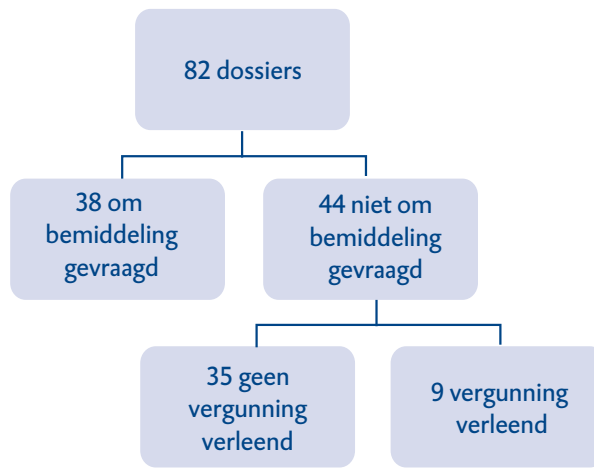 82 dossiers
38 om
bemiddeling
gevraagd
44 niet om
bemiddeling
gevraagd
35 geen
vergunning
verleend
9 vergunning
verleend